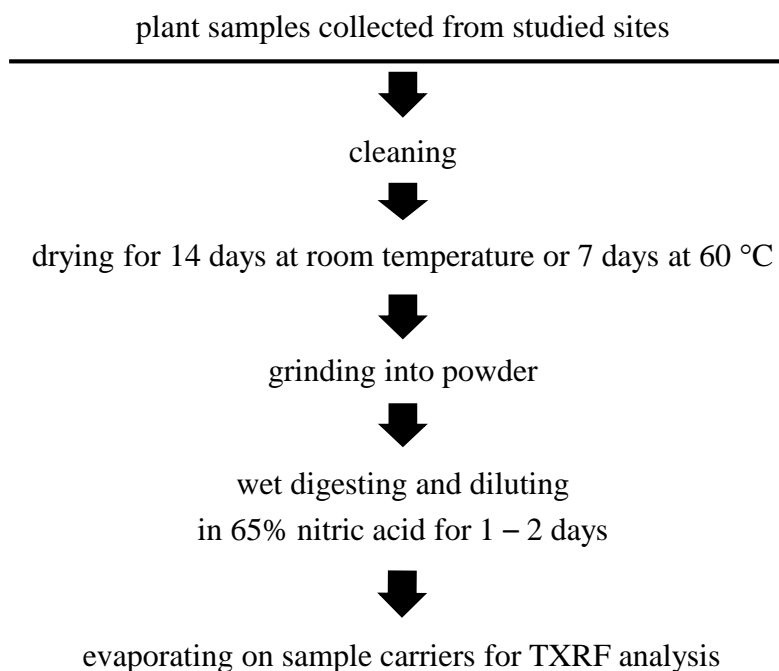 plant samples collected from studied sites
cleaning
drying for 14 days at room temperature or 7 days at 60 °C
grinding into powder
wet digesting and diluting
in 65% nitric acid for 1 – 2 days
evaporating on sample carriers for TXRF analysis